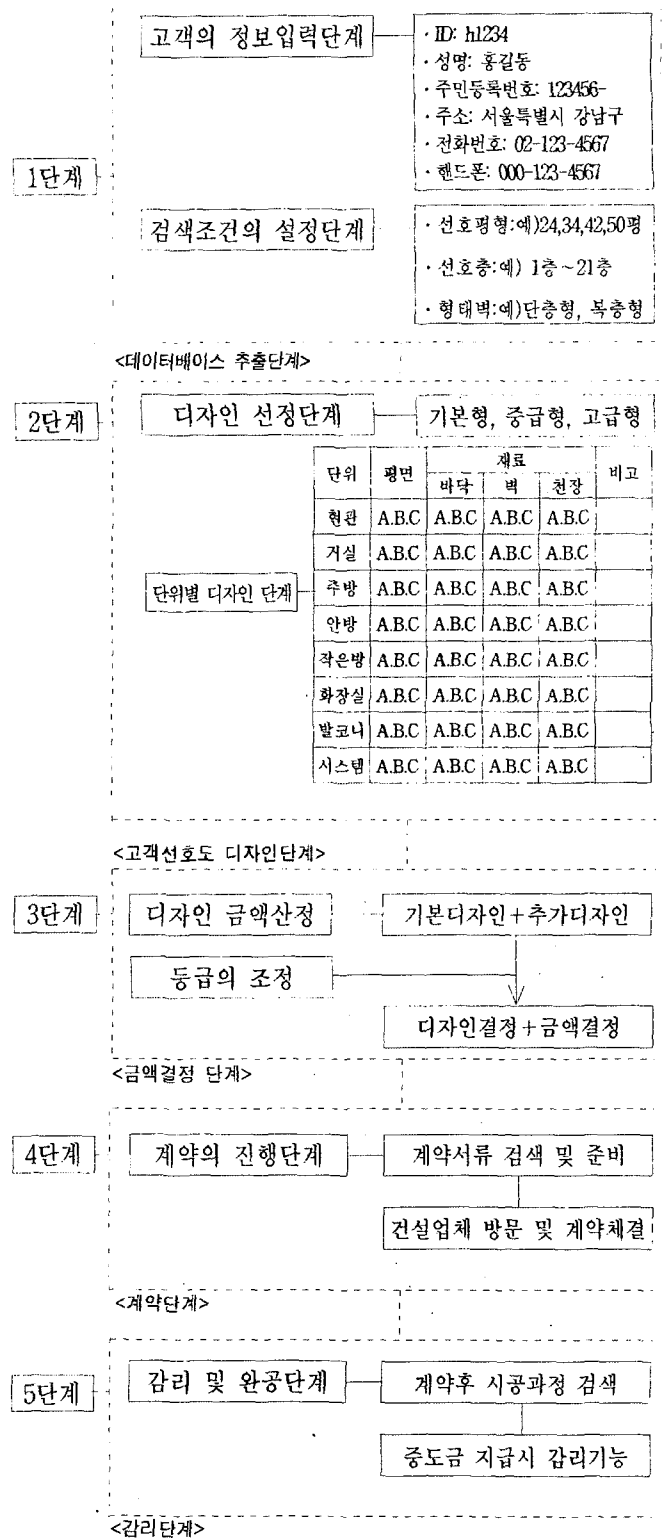 고객의 정보입력단계
· ID: h1234
· 성명: 홍길동
· 주민등록번호: 123456-
· 주소: 서울특별시 강남구
· 전화번호: 02-123-4567
· 핸드폰: 000-123-4567
1단계
검색조건의 설정단계
· 선호평형:예)24,34,42,50평
· 선호층:예) 1층~21층
· 형태벽:예)단층형, 복층형
<데이터베이스 추출단계>
2단계
디자인 선정단계
기본형, 중급형, 고급형
단위 평면 재료 비고
바닥 벽 천장
현관 A.B.C A.B.C A.B.C A.B.C
거실 A.B.C A.B.C A.B.C A.B.C
단위별 디자인 단계
주방 A.B.C A.B.C A.B.C A.B.C
안방 A.B.C A.B.C A.B.C A.B.C
작은방 A.B.C A.B.C A.B.C A.B.C
화장실 A.B.C A.B.C A.B.C A.B.C
발코니 A.B.C A.B.C A.B.C A.B.C
시스템 A.B.C A.B.C A.B.C A.B.C
<고객선호도 디자인단계>
3단계
디자인 금액산정
기본디자인+추가디자인
등급의 조정
디자인결정+금액결정
<금액결정 단계>
4단계
계약의 진행단계
계약서류 검색 및 준비
건설업체 방문 및 계약체결
<계약단계>
5단계
감리 및 완공단계
계약후 시공과정 검색
중도금 지급시 감리기능
<감리단계>